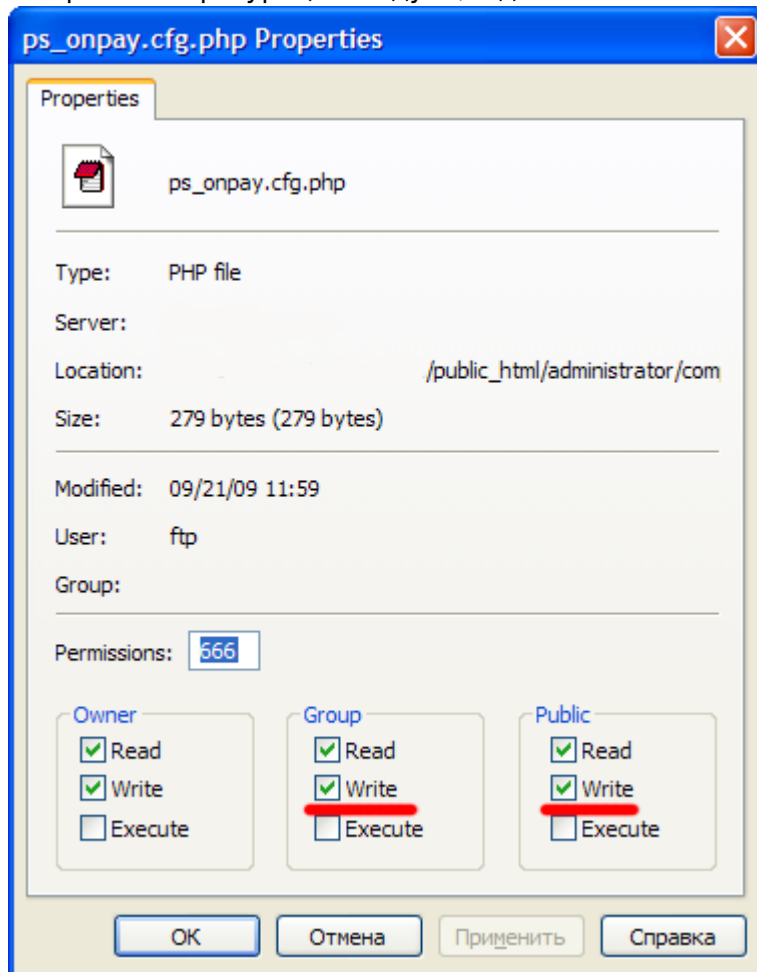 ps_onpay.cfg.php Properties
Properties
ps_onpay.cfg.php
Type: PHP file
Server:
Location: /public_html/administrator/com
Size: 279 bytes (279 bytes)
Modified: 09/21/09 11:59
User: ftp
Group:
Permissions: 666
Owner Group Public
Read Read Read
Write Write Write
Execute Execute Execute
ОК Отмена Применить Справка